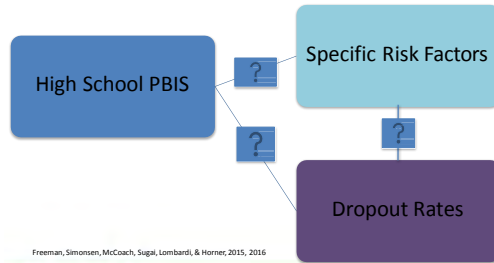 Specific Risk Factors
High School PBIS
?
?
?
Dropout Rates
Freeman, Simonsen, McCoach, Sugai, Lombardi, & Horner, 2015, 2016